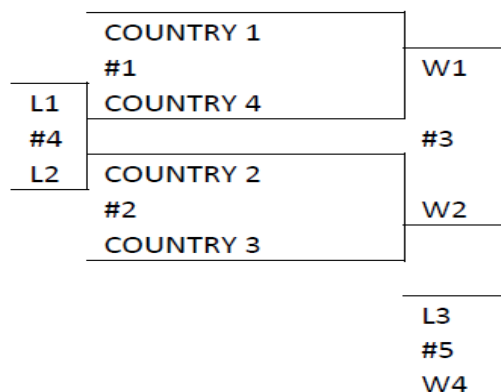 COUNTRY 1
#1 W1
L1 COUNTRY 4
#4 #3
L2 COUNTRY 2
#2 W2
COUNTRY 3
L3
#5
W4